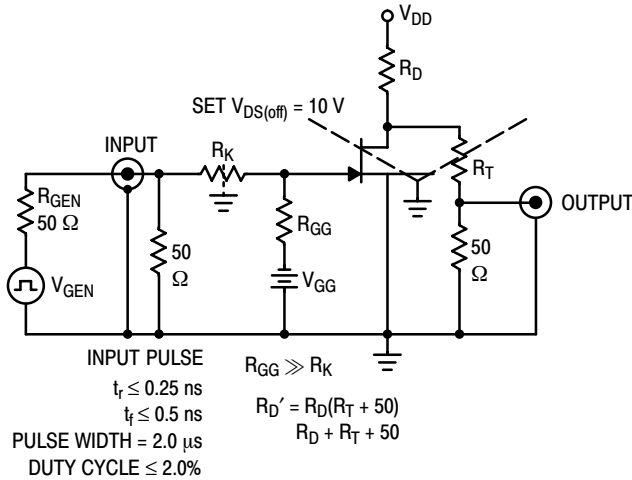 V_DD
R_D
SET V_DS(off) = 10 V
INPUT
R_K
R_T
R_GEN
50 Ω
OUTPUT
50
Ω
R_GG
50
Ω
V_GEN
V_GG
INPUT PULSE
t_r ≤ 0.25 ns
t_f ≤ 0.5 ns
PULSE WIDTH = 2.0 μs
DUTY CYCLE ≤ 2.0%
R_GG ≫ R_K
R_D′ = R_D(R_T + 50)
R_D + R_T + 50